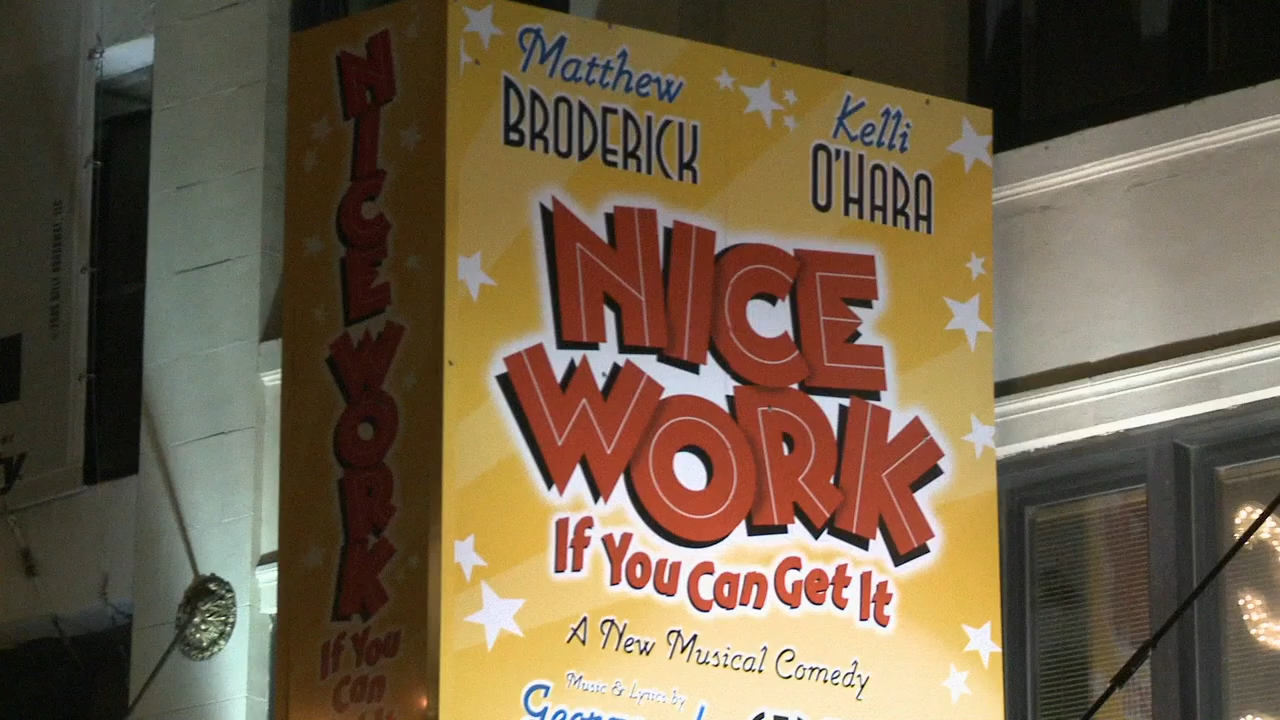 Matthew
BRODERICK
Kelli
O'HARA
NICE
WORK
If You Can Get It
A New Musical Comedy
Music & Lyrics by
NICE
WORK
If You
Can